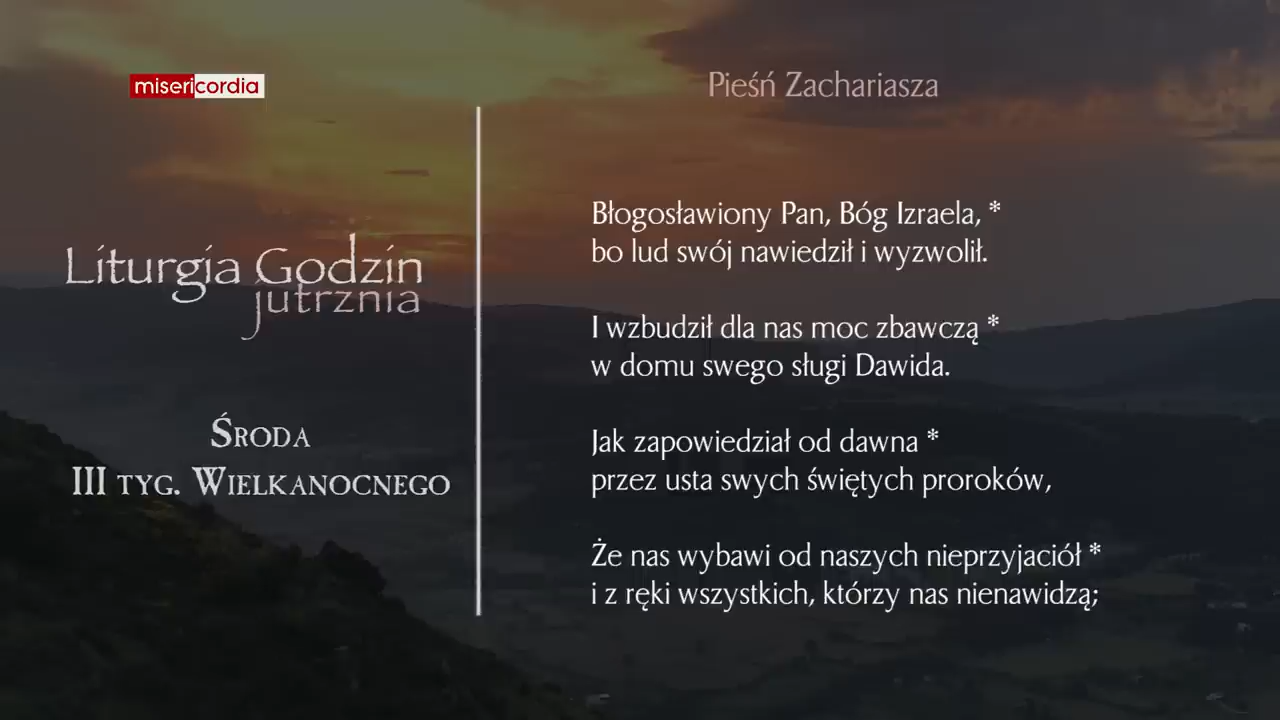 misericordia
Liturgia Godzin
jutrznia
Środa
III tyg. Wielkanocnego
Pieśń Zachariasza
Błogosławiony Pan, Bóg Izraela, *
bo lud swój nawiedził i wyzwolił.
I wzbudził dla nas moc zbawczą *
w domu swego sługi Dawida.
Jak zapowiedział od dawna *
przez usta swych świętych proroków,
Że nas wybawi od naszych nieprzyjaciół *
i z ręki wszystkich, którzy nas nienawidzą;